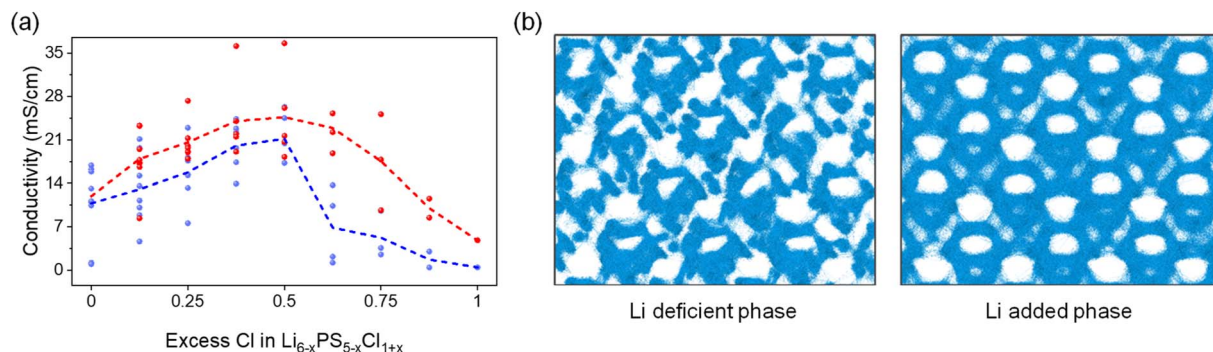 (a)
(b)
Conductivity (mS/cm)
35
28
21
14
7
0
0
0.25
0.5
0.75
1
Excess Cl in Li6-xPS5-xCl1+x
Li deficient phase
Li added phase